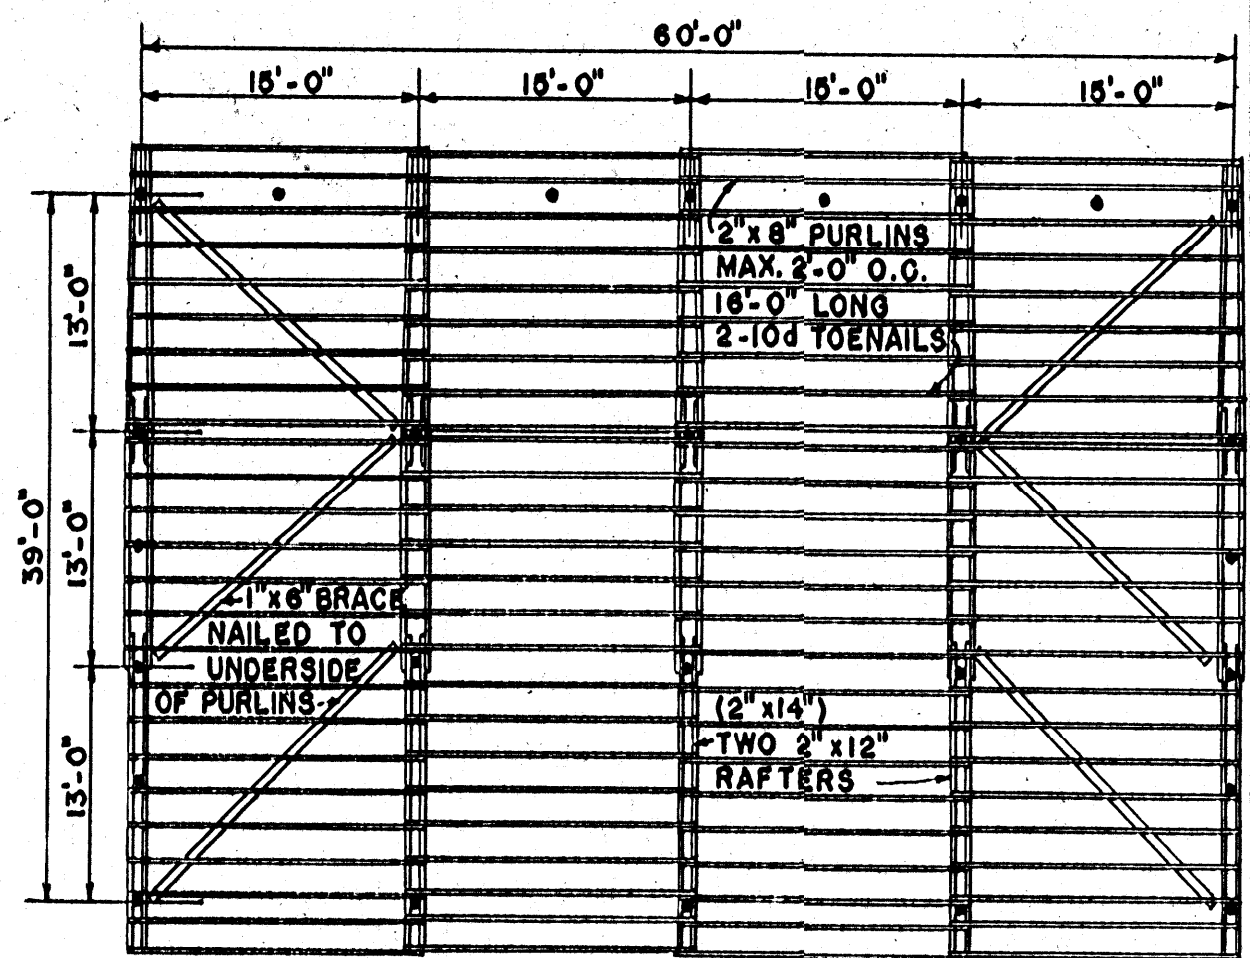 60'-0"
15'-0" 15'-0" 15'-0" 15'-0"
(2"x 8" PURLINS
MAX. 2'-0" O.C.
16'-0" LONG
2-10d TOENAILS
13'-0"
13'-0"
39'-0"
13'-0"
1"x6" BRACE
NAILED TO
UNDERSIDE
OF PURLINS
(2"x14")
TWO 2"x12"
RAFTERS